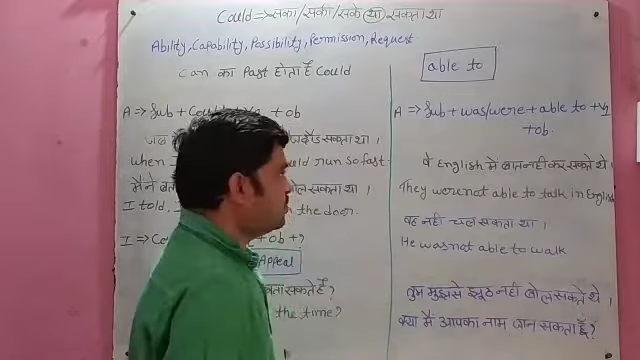 Could ⇒ सका/सकी/सके था सकता था
Ability, Capability, Possibility, Permission, Request
Can का Past होता है Could
A ⇒ Sub + Could + ob
सकता था ।
when could run so fast.
मैंने सकता था ।
I told. the door.
I ⇒ + ob + ?
Appeal
सकते हैं ?
the time?
able to
A ⇒ Sub + was/were + able to + V1
+ ob.
वे English में बात नहीं कर सकते थे ।
They were not able to talk in English
वह नहीं चल सकता था ।
He was not able to walk
तुम मुझसे झूठ नहीं बोल सकते थे ।
क्या मैं आपका नाम जान सकता हूँ ?